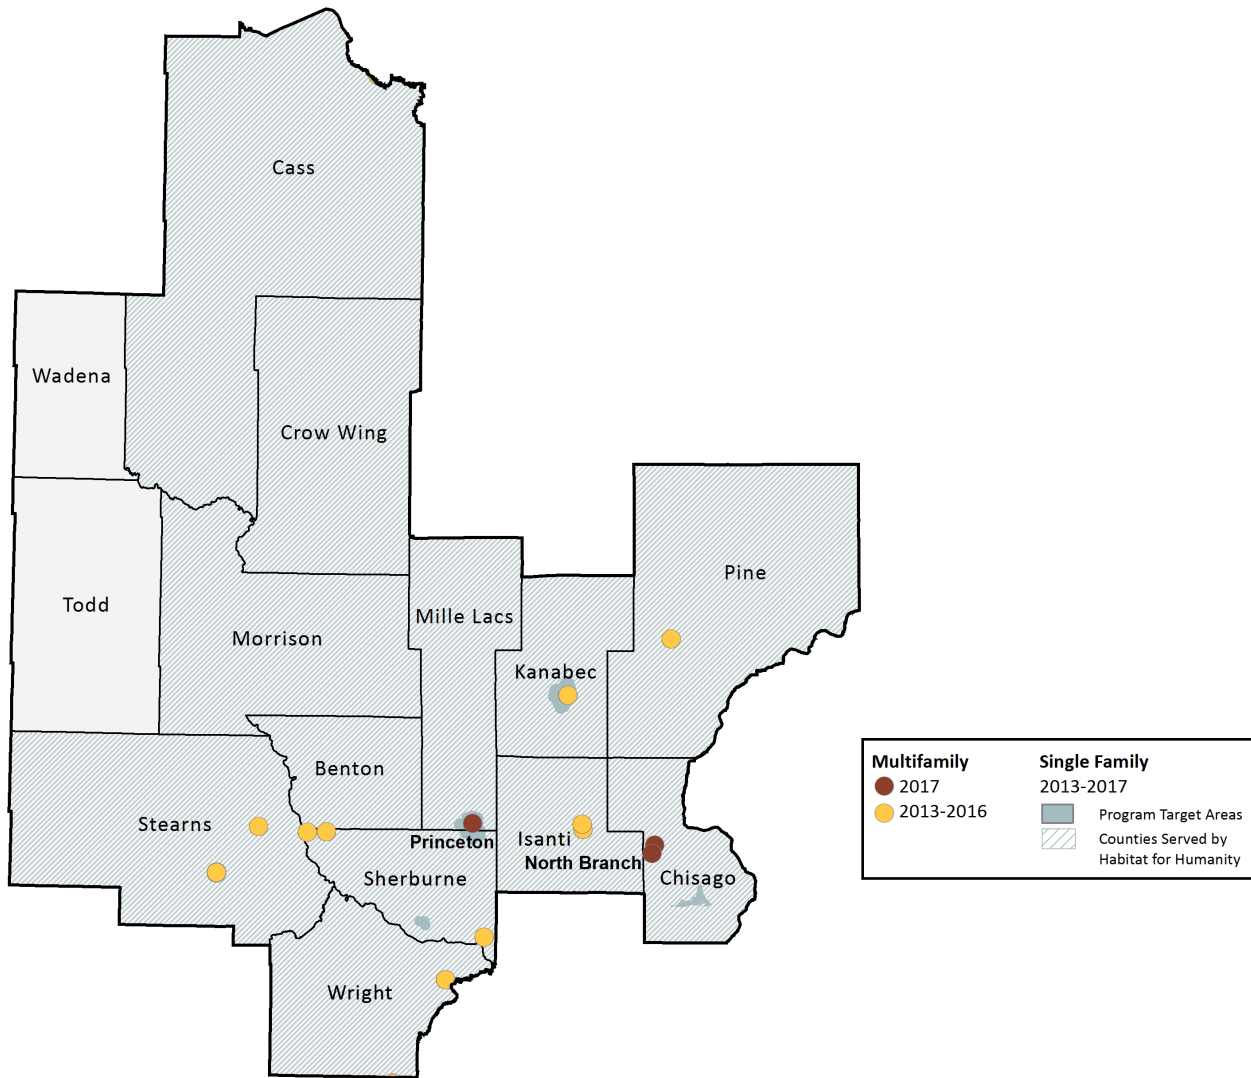 Cass
Wadena
Crow Wing
Pine
Todd
Mille Lacs
Morrison
Kanabec
Benton
Stearns
Princeton
Isanti
North Branch
Sherburne
Chisago
Wright
Multifamily
2017
2013-2016
Single Family
2013-2017
Program Target Areas
Counties Served by
Habitat for Humanity